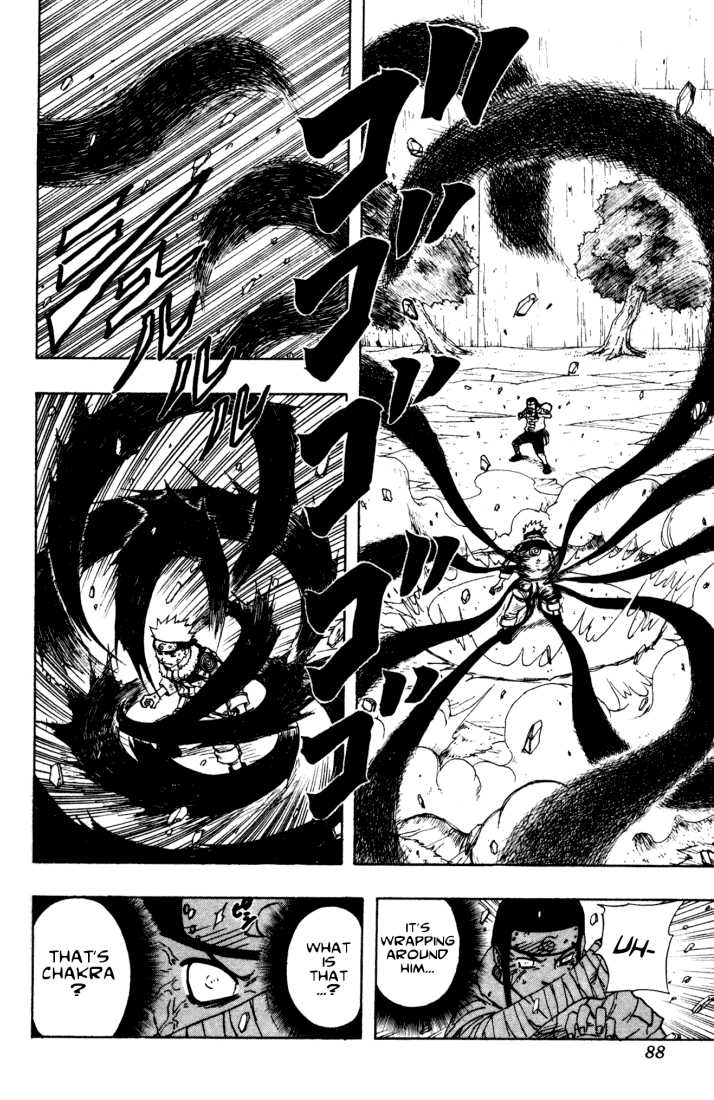 ゴゴゴゴゴ
シュルルル
UH-
IT'S
WRAPPING
AROUND
HIM...
WHAT
IS
THAT
...?
THAT'S
CHAKRA
?
88